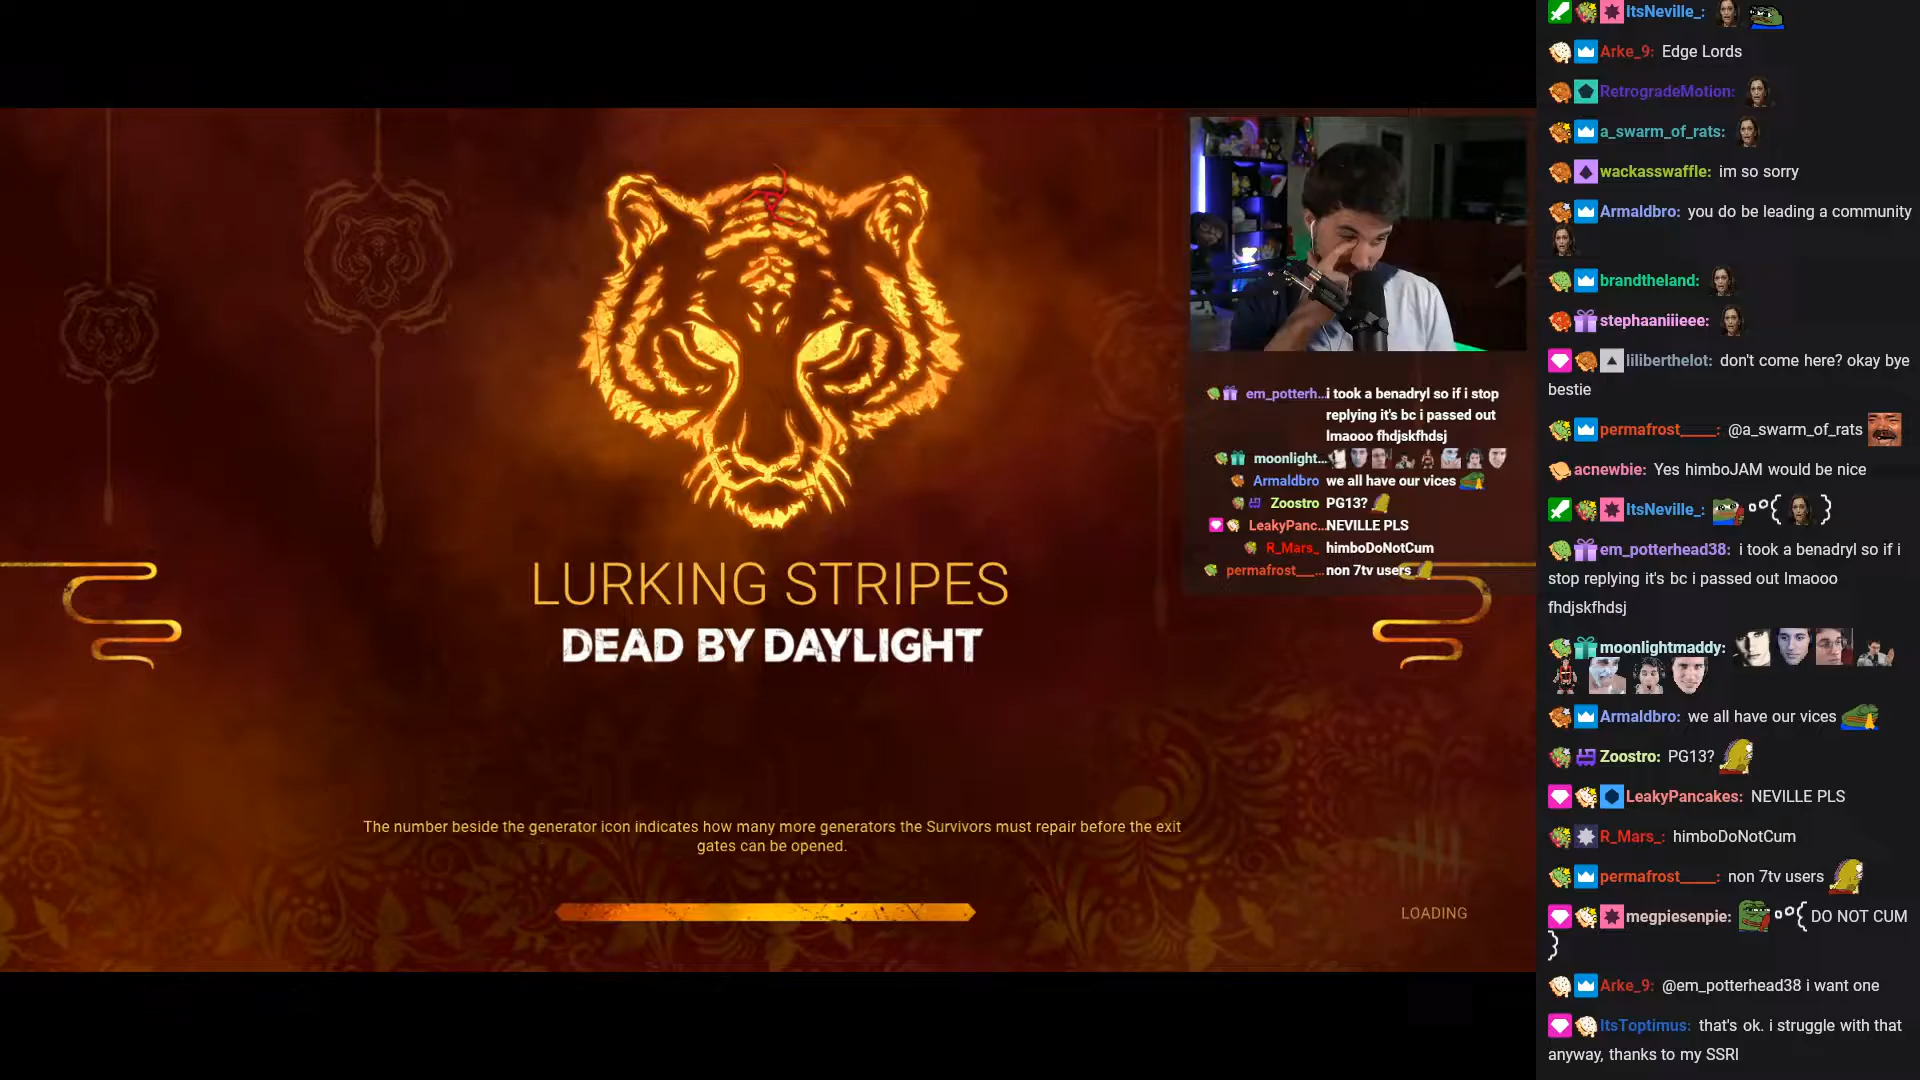 LURKING STRIPES
DEAD BY DAYLIGHT
The number beside the generator icon indicates how many more generators the Survivors must repair before the exit
gates can be opened.
LOADING
em_potterh... i took a benadryl so if i stop
replying it's bc i passed out
lmaooo fhdjskfhdsj
moonlight...
Armaldbro we all have our vices
Zoostro PG13?
LeakyPanc... NEVILLE PLS
R_Mars_ himboDoNotCum
permafrost___... non 7tv users
ItsNeville_:
Arke_9: Edge Lords
RetrogradeMotion:
a_swarm_of_rats:
wackasswaffle: im so sorry
Armaldbro: you do be leading a community
brandtheland:
stephaaniiieeee:
liliberthelot: don't come here? okay bye
bestie
permafrost_____: @a_swarm_of_rats
acnewbie: Yes himboJAM would be nice
ItsNeville_: { }
em_potterhead38: i took a benadryl so if i
stop replying it's bc i passed out lmaooo
fhdjskfhdsj
moonlightmaddy:
Armaldbro: we all have our vices
Zoostro: PG13?
LeakyPancakes: NEVILLE PLS
R_Mars_: himboDoNotCum
permafrost_____: non 7tv users
megpiesenpie: { DO NOT CUM
}
Arke_9: @em_potterhead38 i want one
ItsToptimus: that's ok. i struggle with that
anyway, thanks to my SSRI